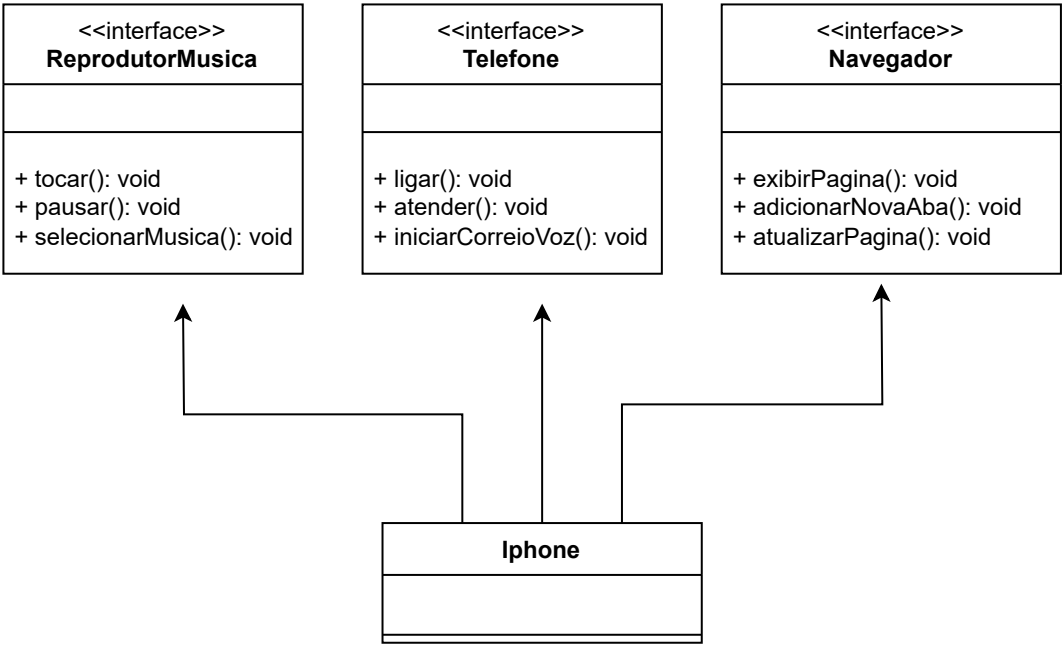 <<interface>>
ReprodutorMusica
+ tocar(): void
+ pausar(): void
+ selecionarMusica(): void
<<interface>>
Telefone
+ ligar(): void
+ atender(): void
+ iniciarCorreioVoz(): void
<<interface>>
Navegador
+ exibirPagina(): void
+ adicionarNovaAba(): void
+ atualizarPagina(): void
Iphone